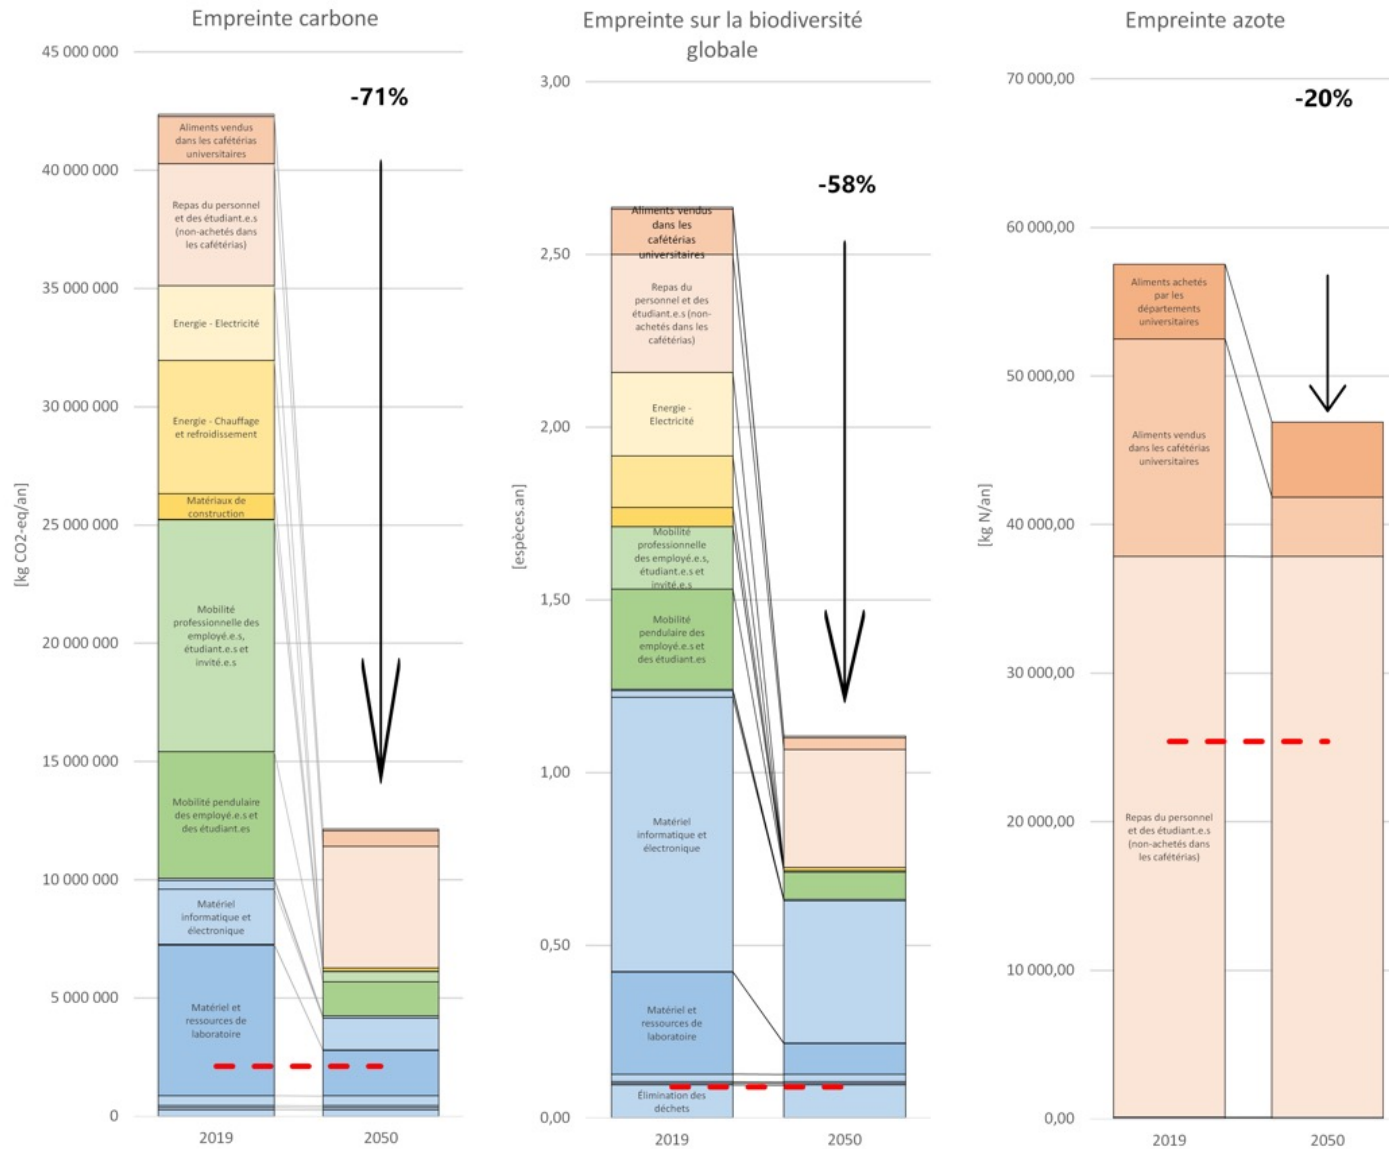 Empreinte carbone
45 000 000
40 000 000
35 000 000
30 000 000
25 000 000
20 000 000
15 000 000
10 000 000
5 000 000
0
[kg CO2-eq/an]
-71%
Aliments vendus
dans les cafétérias
universitaires
Repas du personnel
et des étudiant.e.s
(non-achetés dans
les cafétérias)
Energie - Electricité
Energie - Chauffage
et refroidissement
Matériaux de
construction
Mobilité
professionnelle des
employé.e.s,
étudiant.e.s et
invité.e.s
Mobilité pendulaire
des employé.e.s et
des étudiant.es
Matériel
informatique et
électronique
Matériel et
ressources de
laboratoire
2019
2050
Empreinte sur la biodiversité
globale
3,00
2,50
2,00
1,50
1,00
0,50
0,00
[espèces.an]
-58%
Aliments vendus
dans les
cafétérias
universitaires
Repas du
personnel et des
étudiant.e.s (non-
achetés dans les
cafétérias)
Energie -
Electricité
Mobilité
professionnelle
des employé.e.s,
étudiant.e.s et
invité.e.s
Mobilité
pendulaire des
employé.e.s et
des étudiant.es
Matériel
informatique et
électronique
Matériel et
ressources de
laboratoire
Élimination des
déchets
2019
2050
Empreinte azote
70 000,00
60 000,00
50 000,00
40 000,00
30 000,00
20 000,00
10 000,00
0,00
[kg N/an]
-20%
Aliments achetés
par les
départements
universitaires
Aliments vendus
dans les cafétérias
universitaires
Repas du personnel
et des étudiant.e.s
(non-achetés dans
les cafétérias)
2019
2050